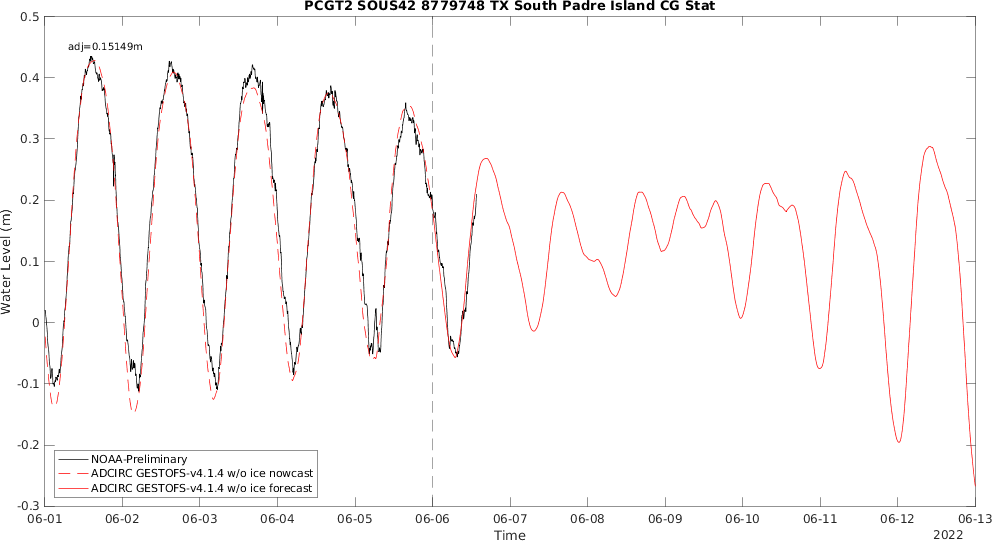 PCGT2 SOUS42 8779748 TX South Padre Island CG Stat
adj=0.15149m
Water Level (m)
0.5
0.4
0.3
0.2
0.1
0
-0.1
-0.2
-0.3
NOAA-Preliminary
ADCIRC GESTOFS-v4.1.4 w/o ice nowcast
ADCIRC GESTOFS-v4.1.4 w/o ice forecast
06-01 06-02 06-03 06-04 06-05 06-06 06-07 06-08 06-09 06-10 06-11 06-12 06-13
Time
2022